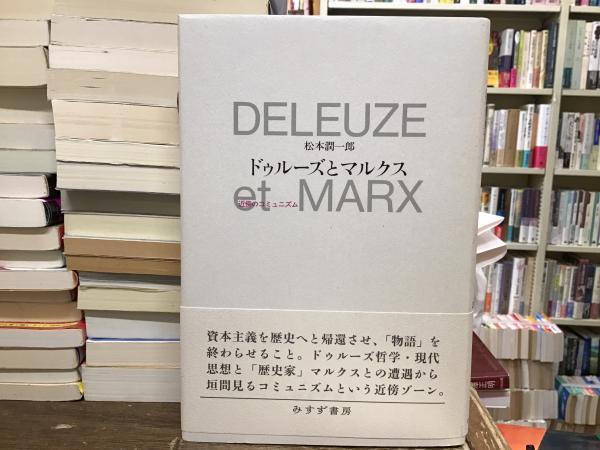 DELEUZE
松本潤一郎
ドゥルーズとマルクス
et MARX
近傍のコミュニズム
資本主義を歴史へと帰還させ、「物語」を
終わらせること。ドゥルーズ哲学・現代
思想と「歴史家」マルクスとの遭遇から
垣間見るコミュニズムという近傍ゾーン。
みすず書房